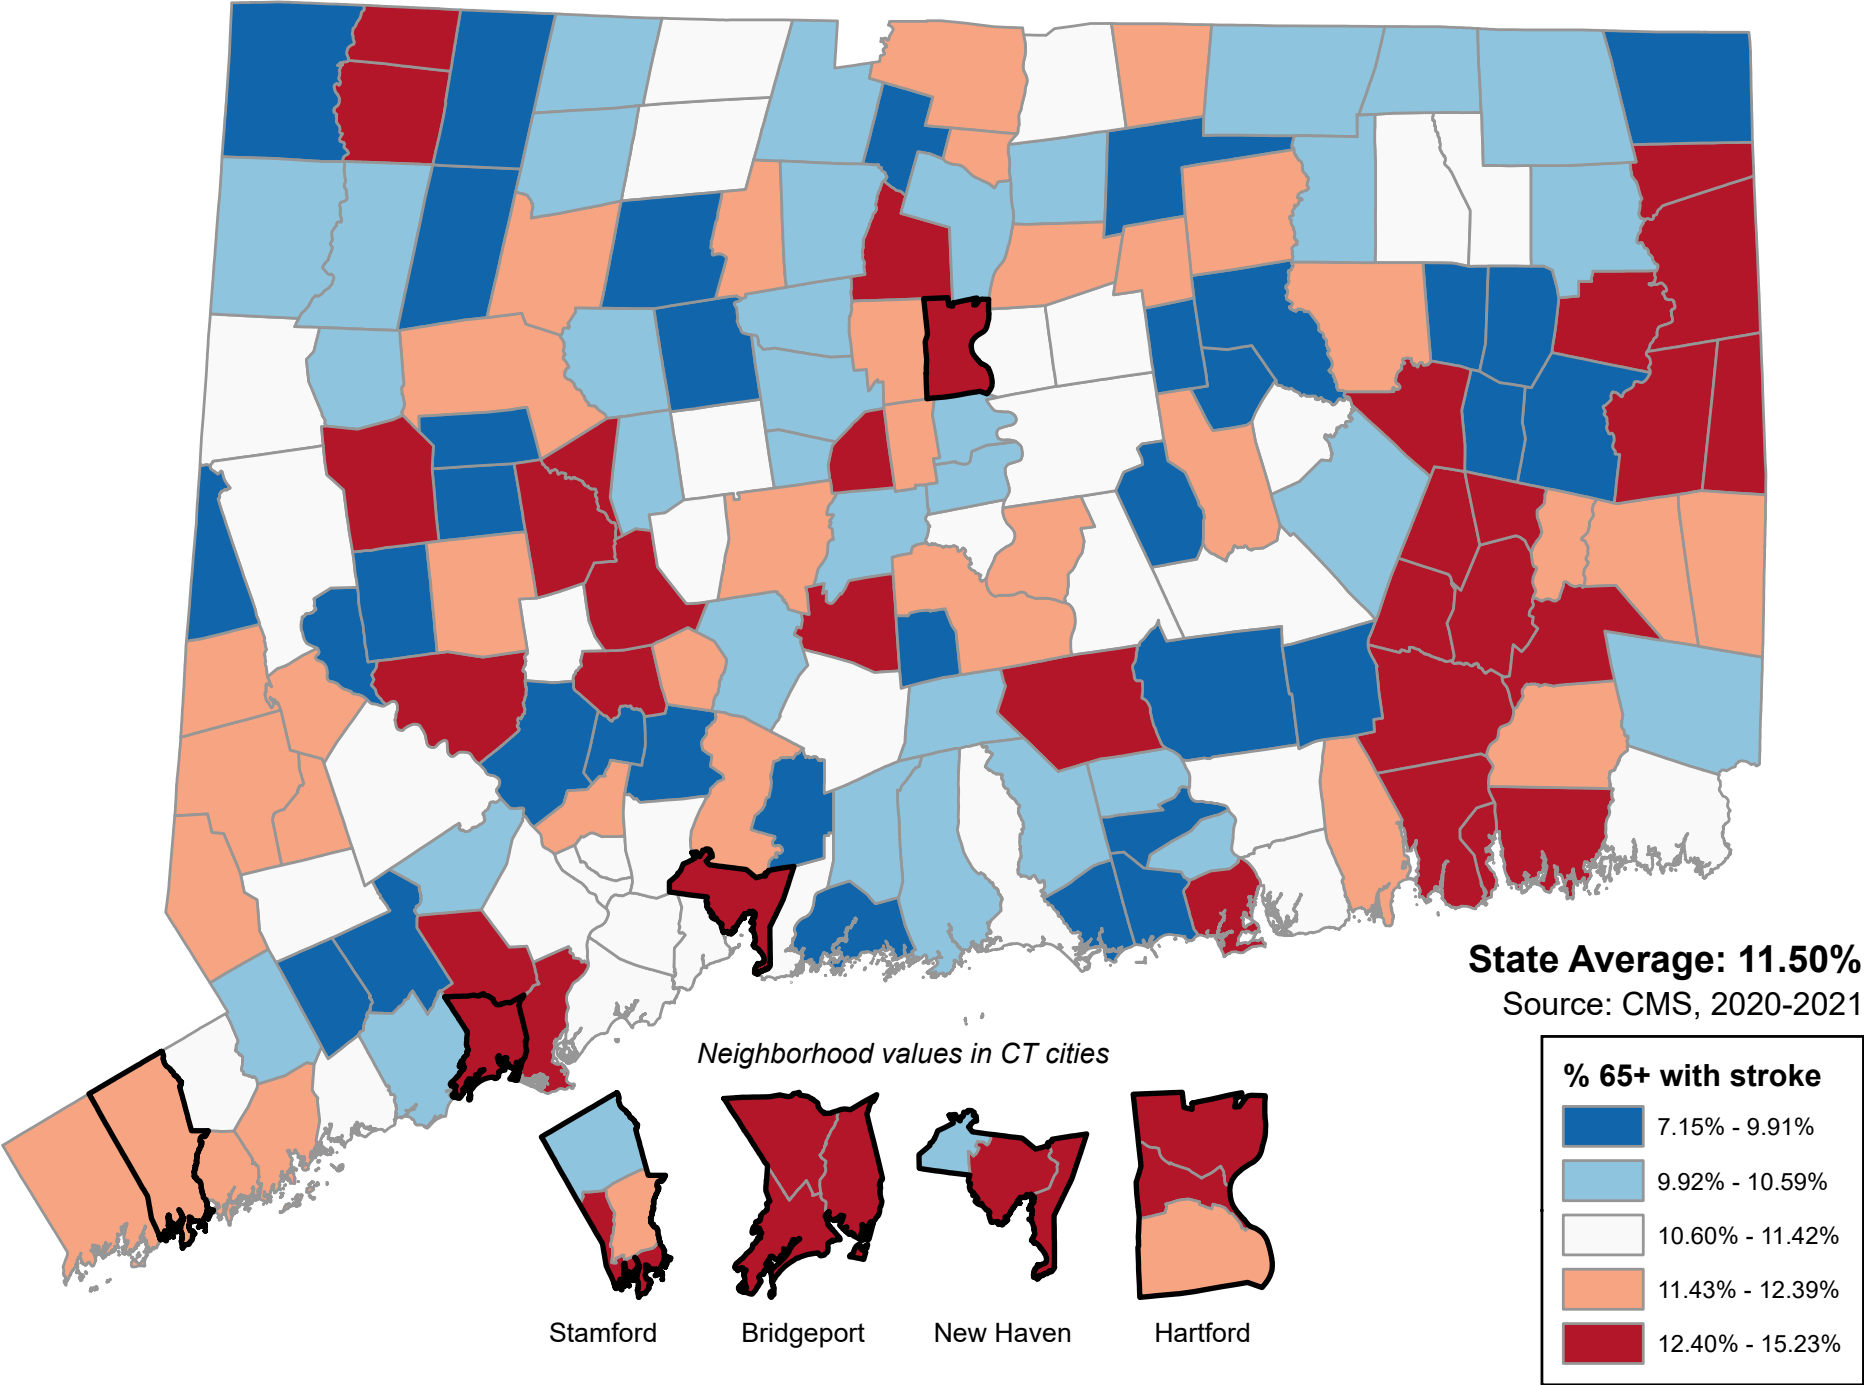 State Average: 11.50%
Source: CMS, 2020-2021
Neighborhood values in CT cities
% 65+ with stroke
7.15% - 9.91%
9.92% - 10.59%
10.60% - 11.42%
11.43% - 12.39%
12.40% - 15.23%
Stamford
Bridgeport
New Haven
Hartford